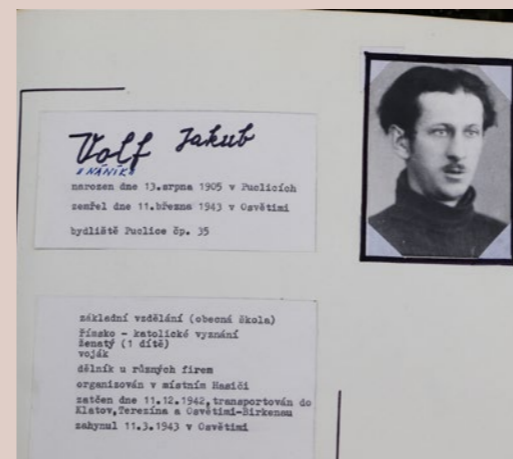 Volf Jakub
"NÁNÍK"
narozen dne 13.srpna 1905 v Puclicích
zemřel dne 11.března 1943 v Osvětimi
bydliště Puclice čp. 35
základní vzdělání (obecná škola)
římsko - katolické vyznání
ženatý (1 dítě)
voják
dělník u různých firem
organizován v místním Hasiči
zatčen dne 11.12.1942,transportován do
Klatov,Terezína a Osvětimi-Birkenau
zahynul 11.3.1943 v Osvětimi